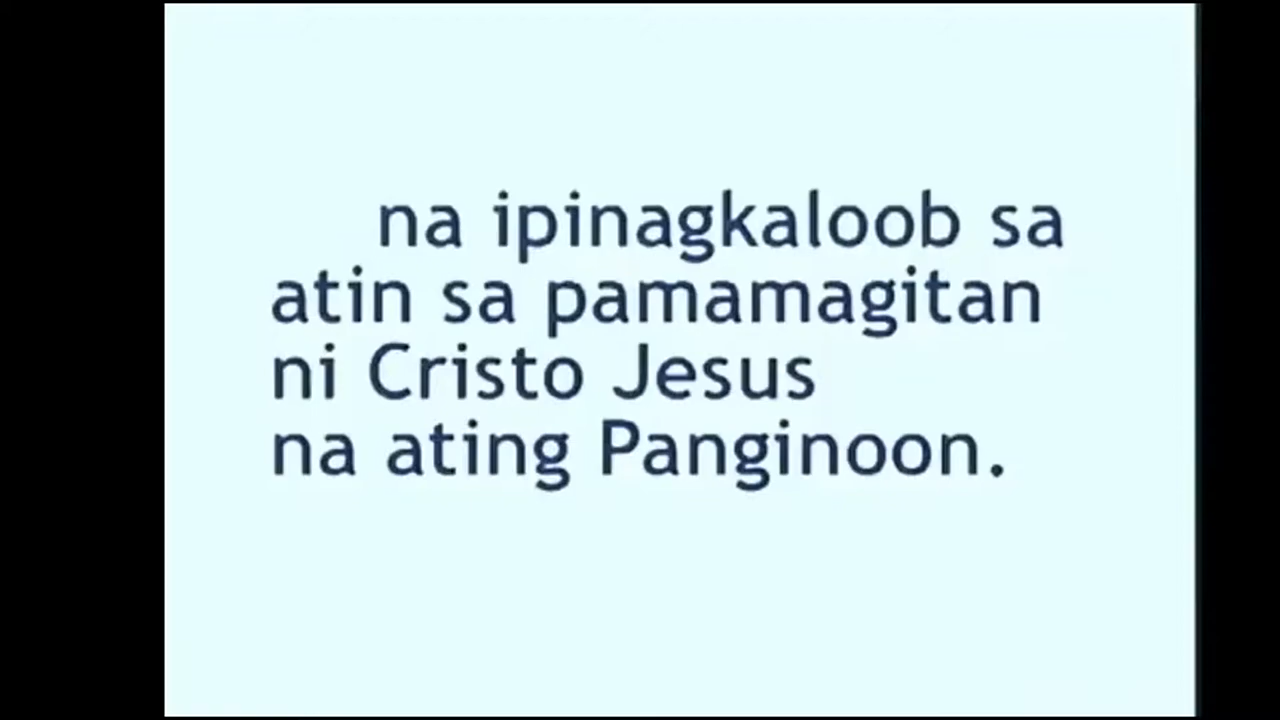 na ipinagkaloob sa
atin sa pamamagitan
ni Cristo Jesus
na ating Panginoon.